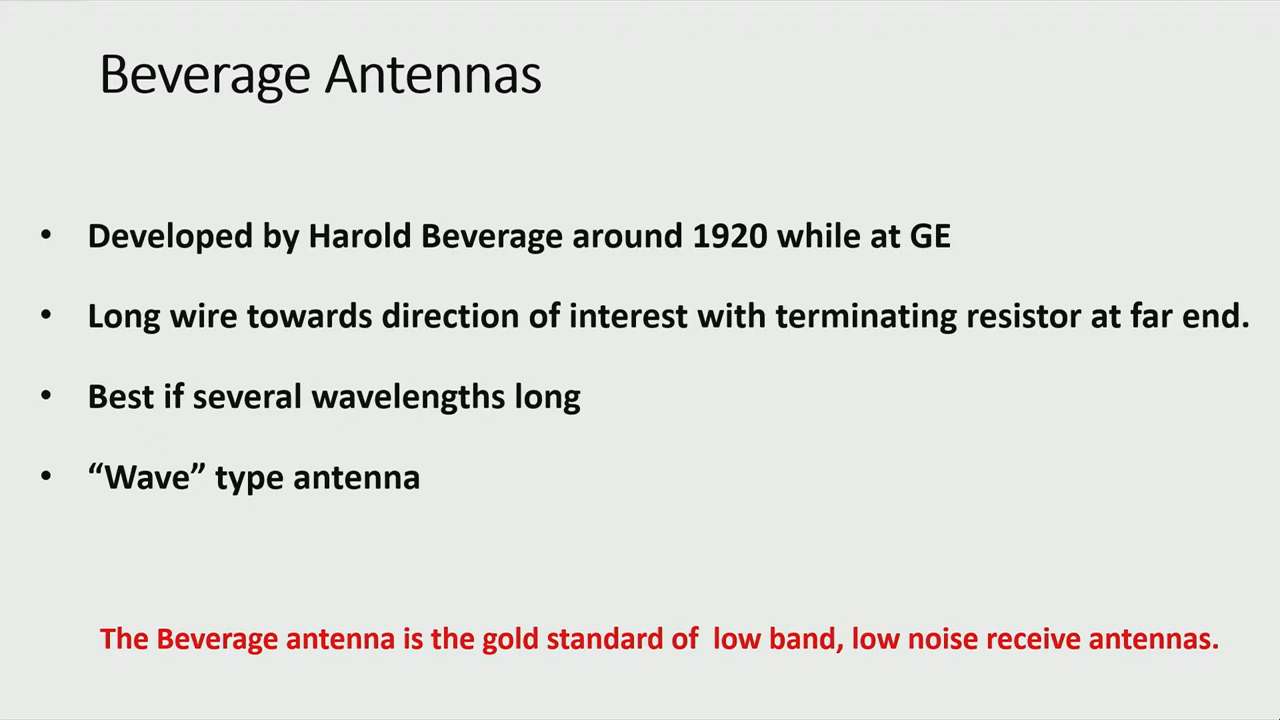 Beverage Antennas
• Developed by Harold Beverage around 1920 while at GE
• Long wire towards direction of interest with terminating resistor at far end.
• Best if several wavelengths long
• “Wave” type antenna
The Beverage antenna is the gold standard of low band, low noise receive antennas.